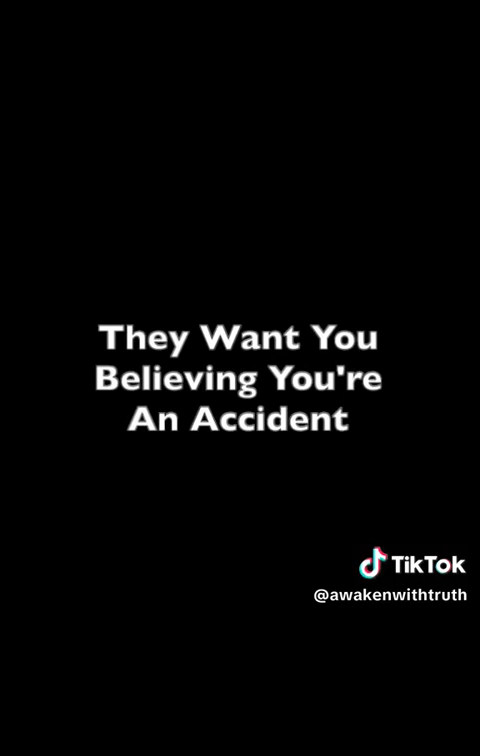 They Want You
Believing You're
An Accident
TikTok
@awakenwithtruth